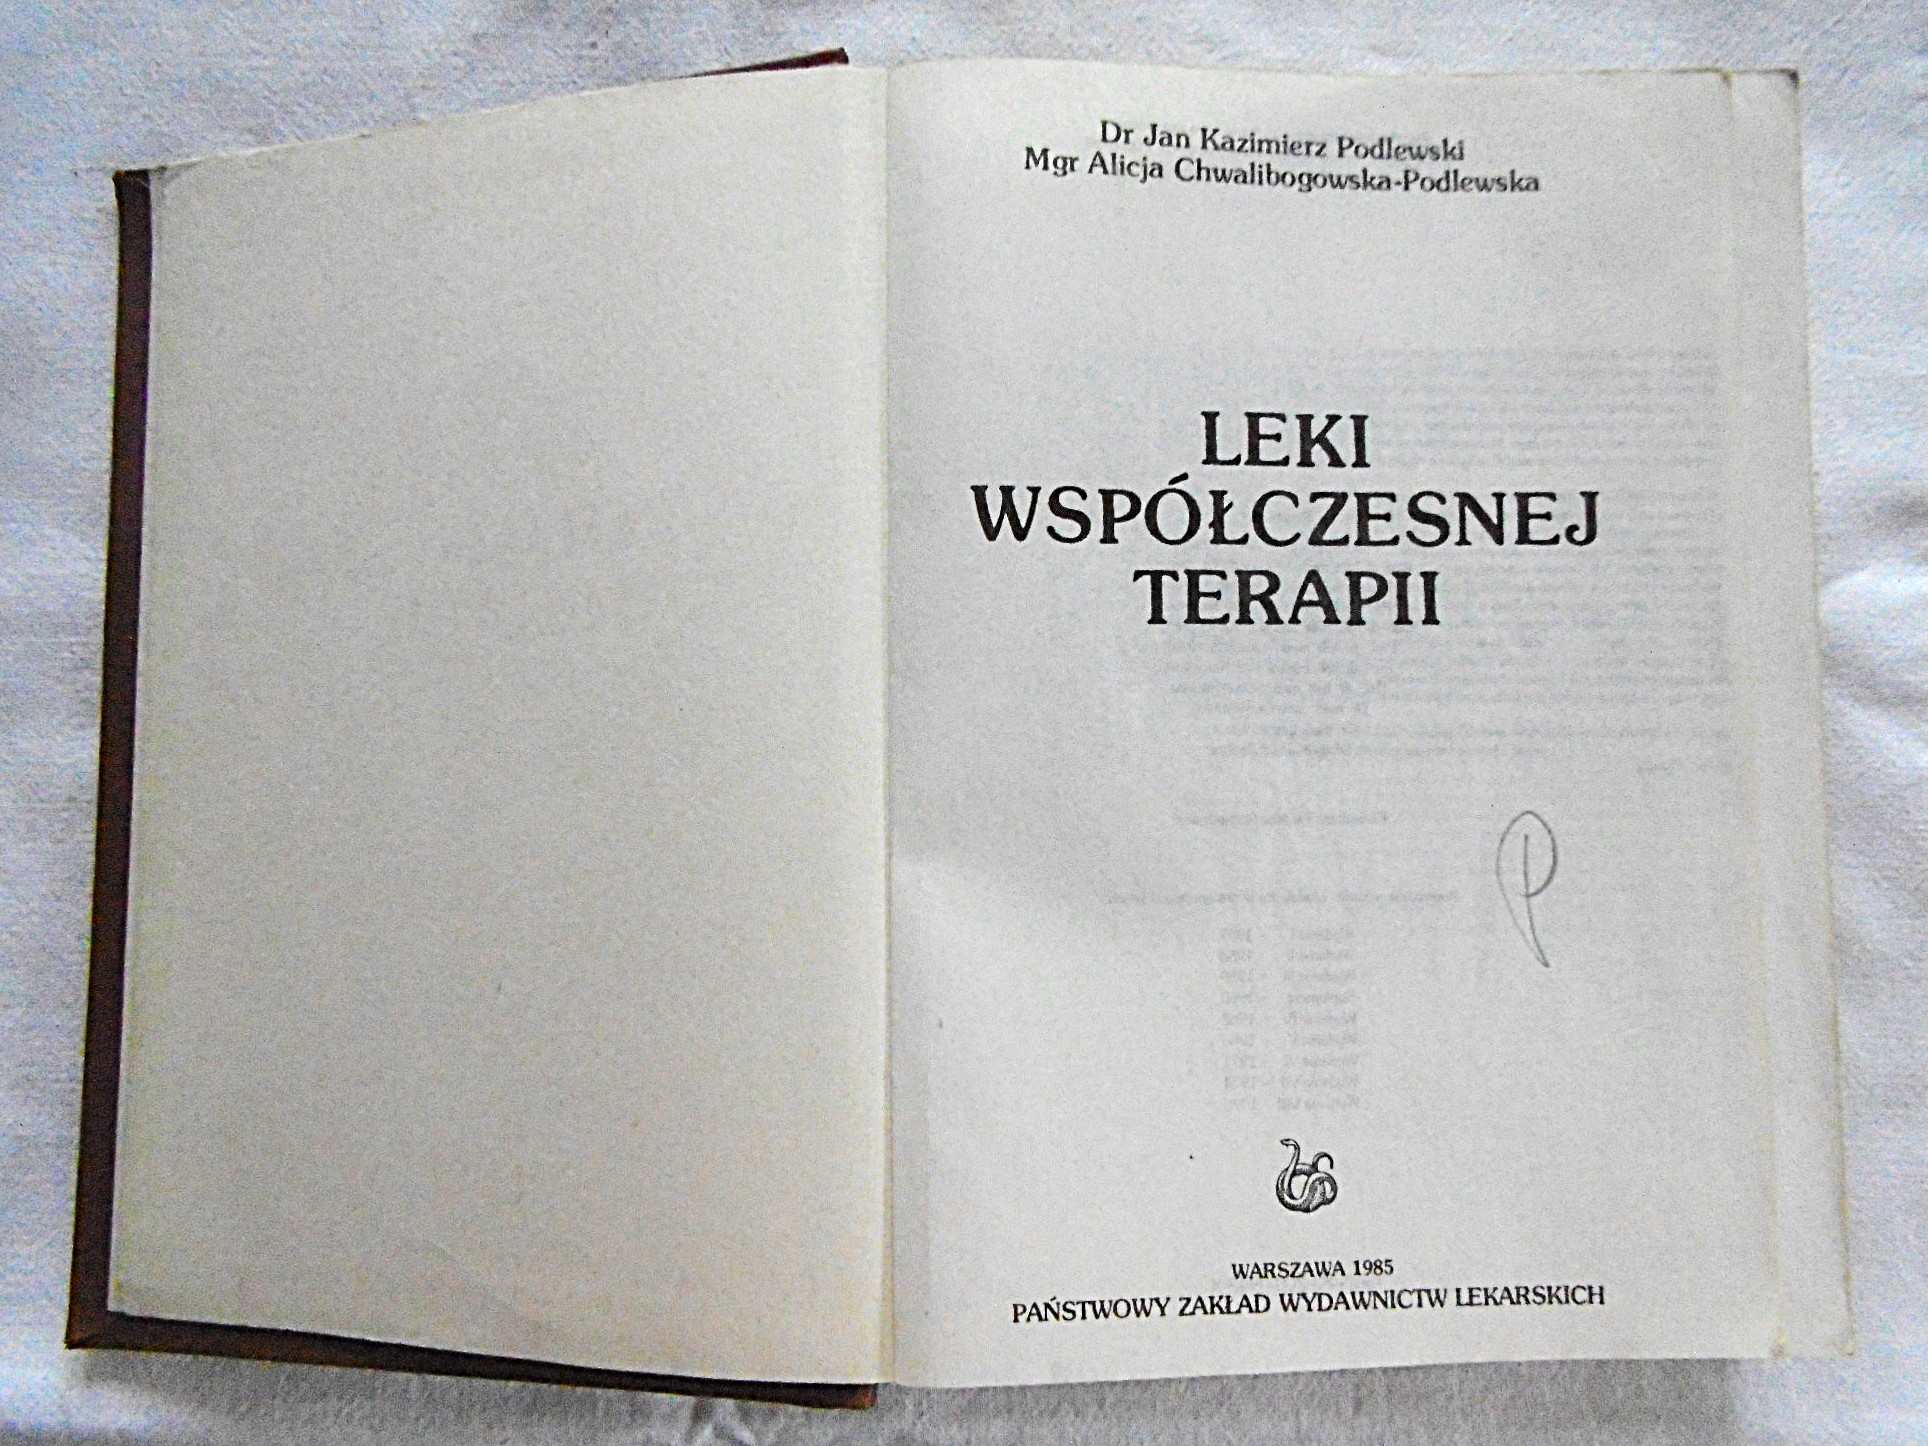 Dr Jan Kazimierz Podlewski
Mgr Alicja Chwalibogowska-Podlewska
LEKI
WSPÓŁCZESNEJ
TERAPII
P
WARSZAWA 1985
PAŃSTWOWY ZAKŁAD WYDAWNICTW LEKARSKICH